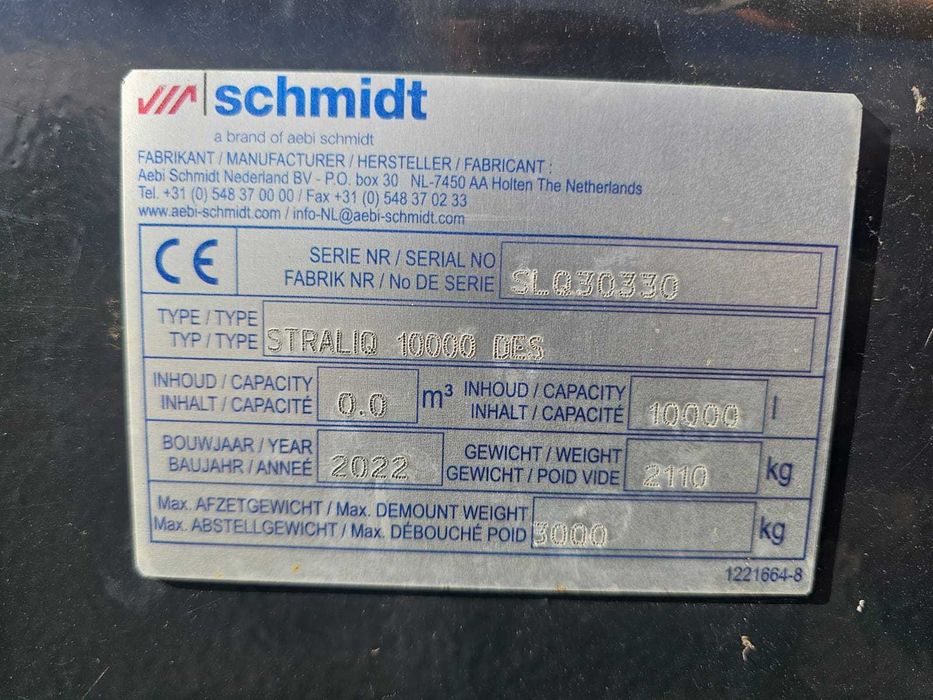 schmidt
a brand of aebi schmidt
FABRIKANT / MANUFACTURER / HERSTELLER / FABRICANT :
Aebi Schmidt Nederland BV - P.O. box 30 NL-7450 AA Holten The Netherlands
Tel. +31 (0) 548 37 00 00 / Fax +31 (0) 548 37 02 33
www.aebi-schmidt.com / info-NL@aebi-schmidt.com
CE
SERIE NR / SERIAL NO
FABRIK NR / No DE SERIE
SLQ30330
TYPE / TYPE
TYP / TYPE
STRALIQ 10000 DES
INHOUD / CAPACITY
INHALT / CAPACITÉ
0.0
m³
INHOUD / CAPACITY
INHALT / CAPACITÉ
10000
l
BOUWJAAR / YEAR
BAUJAHR / ANNEÉ
2022
GEWICHT / WEIGHT
GEWICHT / POID VIDE
2110
kg
Max. AFZETGEWICHT / Max. DEMOUNT WEIGHT
Max. ABSTELLGEWICHT / Max. DÉBOUCHÉ POID
3000
kg
1221664-8